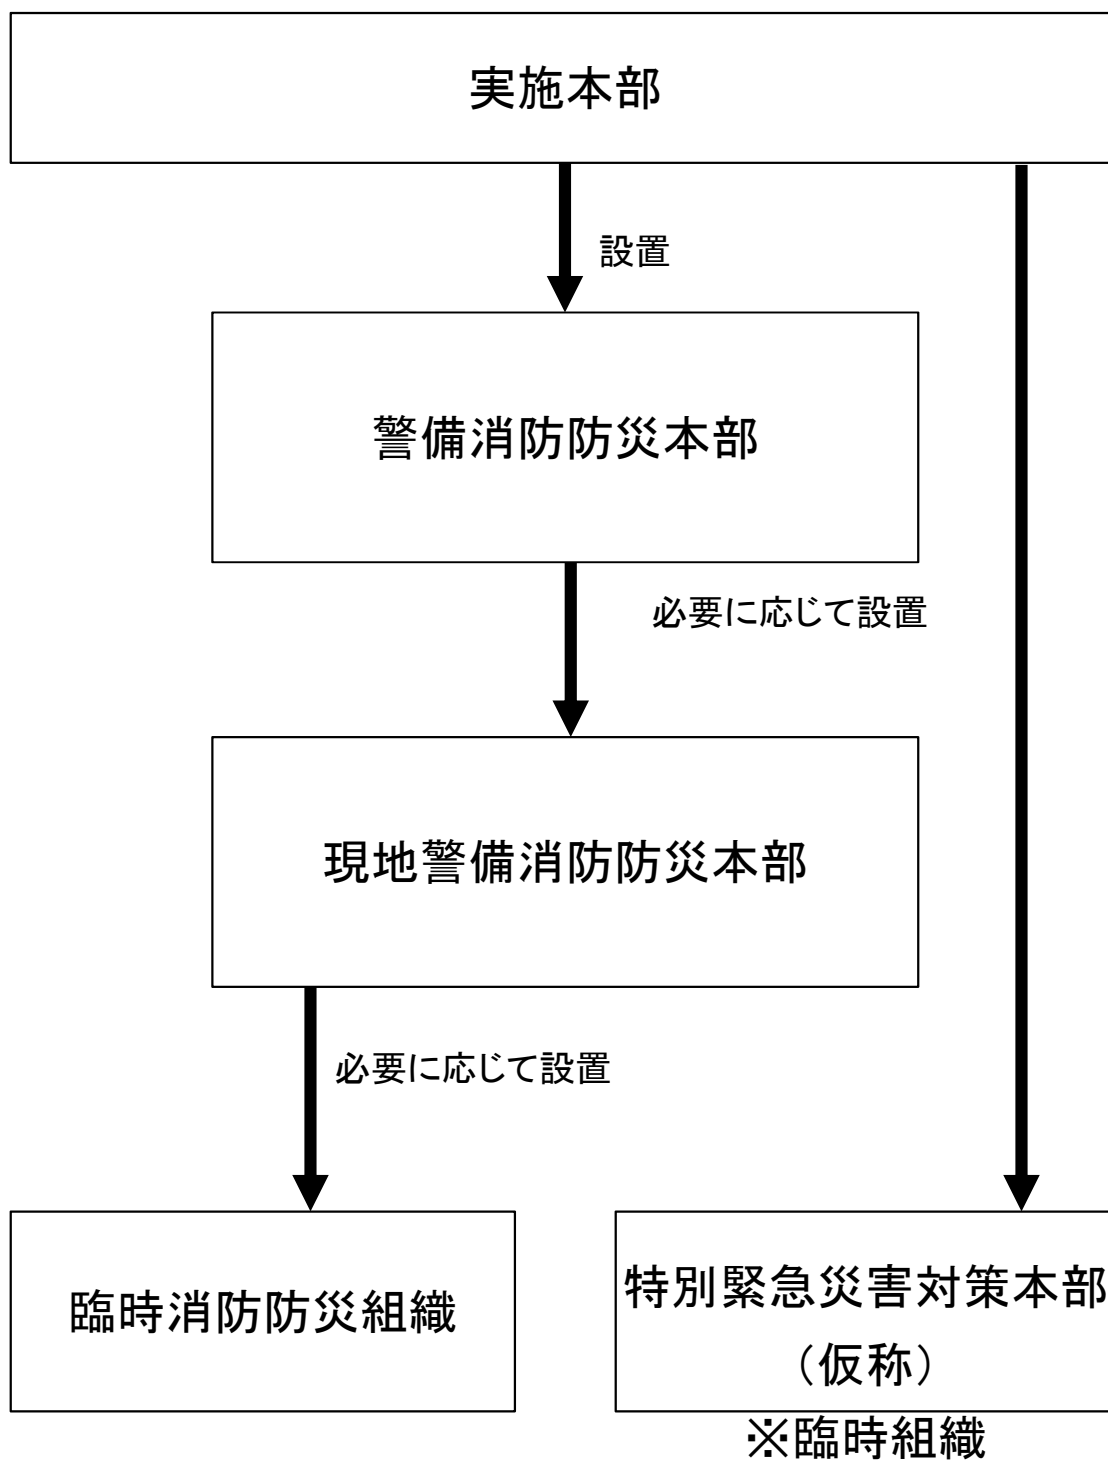 実施本部
設置
警備消防防災本部
必要に応じて設置
現地警備消防防災本部
必要に応じて設置
臨時消防防災組織
特別緊急災害対策本部
（仮称）
※臨時組織